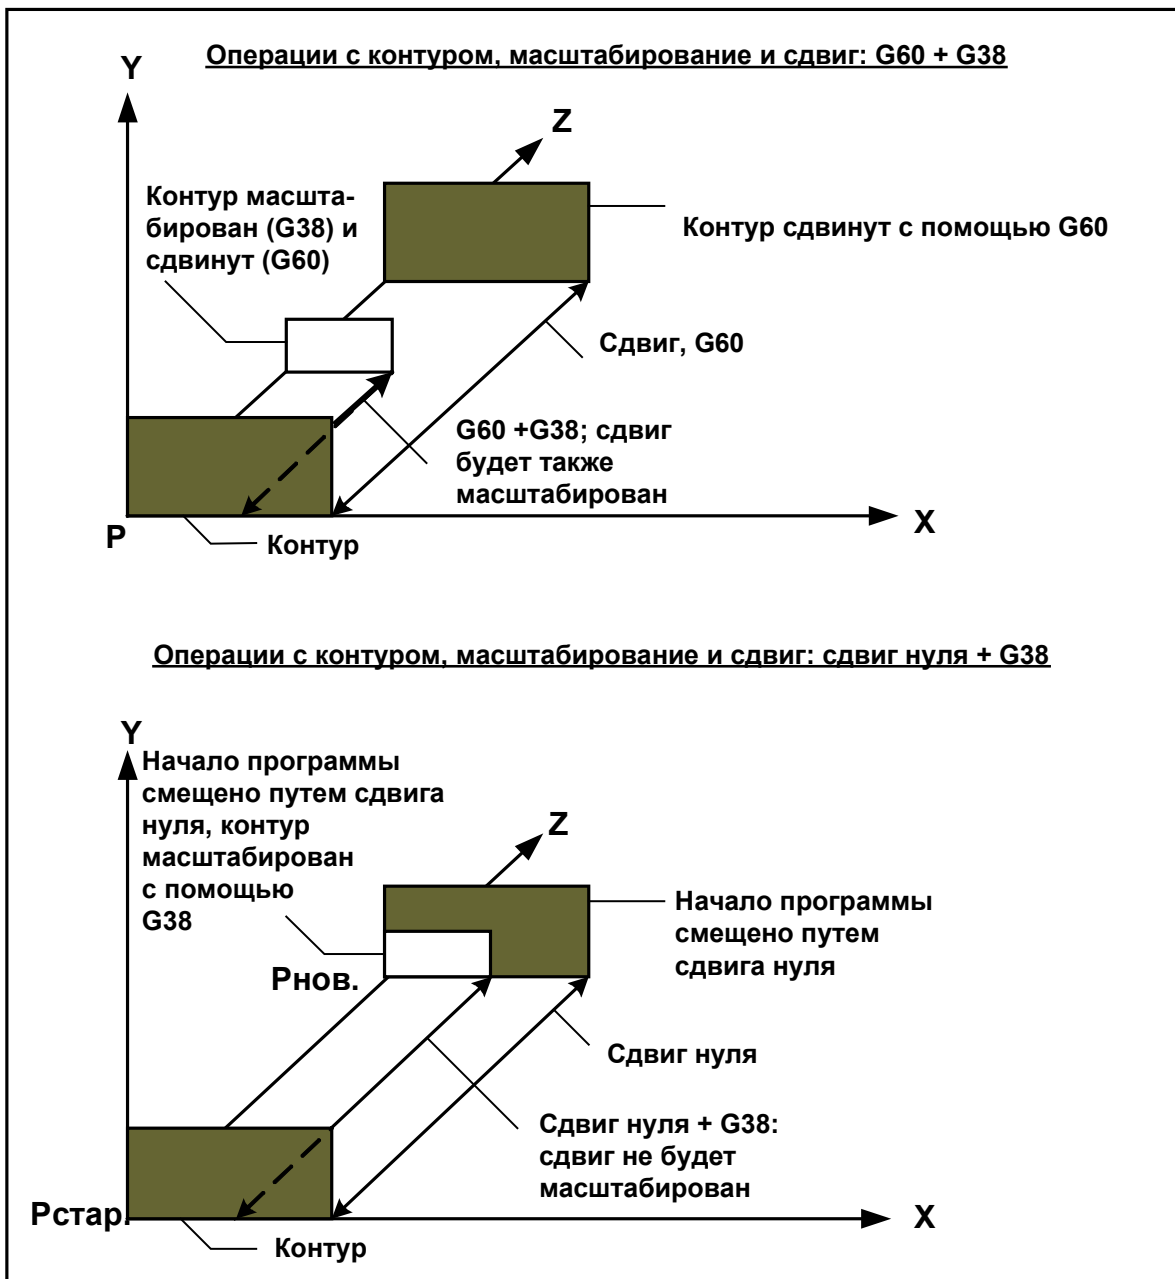 Операции с контуром, масштабирование и сдвиг: G60 + G38
Y
Z
Контур масшта-
бирован (G38) и
сдвинут (G60)
Контур сдвинут с помощью G60
Сдвиг, G60
G60 +G38; сдвиг
будет также
масштабирован
P
X
Контур
Операции с контуром, масштабирование и сдвиг: сдвиг нуля + G38
Y
Начало программы
смещено путем сдвига
нуля, контур
масштабирован
с помощью
G38
Z
Начало программы
смещено путем
сдвига нуля
Pнов.
Сдвиг нуля
Сдвиг нуля + G38:
сдвиг не будет
масштабирован
Pстар.
X
Контур